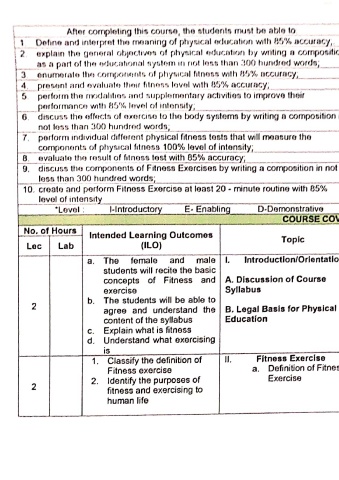 After completing this course, the students must be able to
1 Define and interpret the meaning of physical education with 85% accuracy,
2 explain the general objectives of physical education by writing a
as a part of the educational system in not less than 300 hundred words;
3 enumerate the components of physical fitness with 85% accuracy;
4 present and evaluate their fitness level with 85% accuracy;
5 perform the modalities and supplementary activities to improve their
performance with 85% level of intensity;
6. discuss the effects of exercise to the body systems by writing a composition
not less than 300 hundred words;
7. perform individual different physical fitness tests that will measure the
components of physical fitness 100% level of intensity;
8. evaluate the result of fitness test with 85% accuracy;
9. discuss the components of Fitness Exercises by writing a composition in not
less than 300 hundred words;
10. create and perform Fitness Exercise at least 20 - minute routine with 85%
level of intensity
*Level : I-Introductory E- Enabling D-Demonstrative
COURSE
No. of Hours
Lec Lab
Intended Learning Outcomes
(ILO)
Topic
2
a. The female and male
students will recite the basic
concepts of Fitness and
exercise
b. The students will be able to
agree and understand the
content of the syllabus
c. Explain what is fitness
d. Understand what exercising
is
I. Introduction/Orientatio
A. Discussion of Course
Syllabus
B. Legal Basis for Physical
Education
2
1. Classify the definition of
Fitness exercise
2. Identify the purposes of
fitness and exercising to
human life
II. Fitness Exercise
a. Definition of Fitnes
Exercise